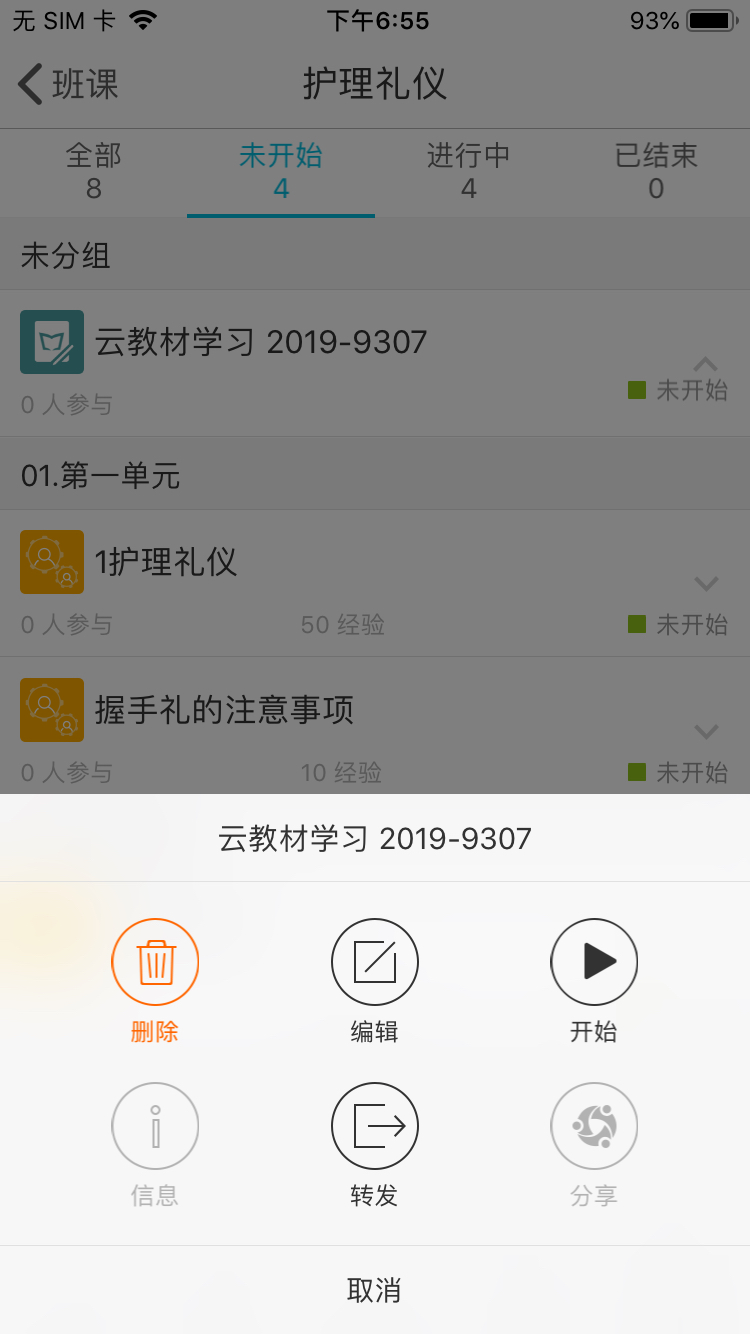 无 SIM 卡 下午6:55 93%
班课 护理礼仪
全部 未开始 进行中 已结束
8 4 4 0
未分组
云教材学习 2019-9307
0 人参与 未开始
01.第一单元
1护理礼仪
0 人参与 50 经验 未开始
握手礼的注意事项
0 人参与 10 经验 未开始
云教材学习 2019-9307
删除 编辑 开始
信息 转发 分享
取消